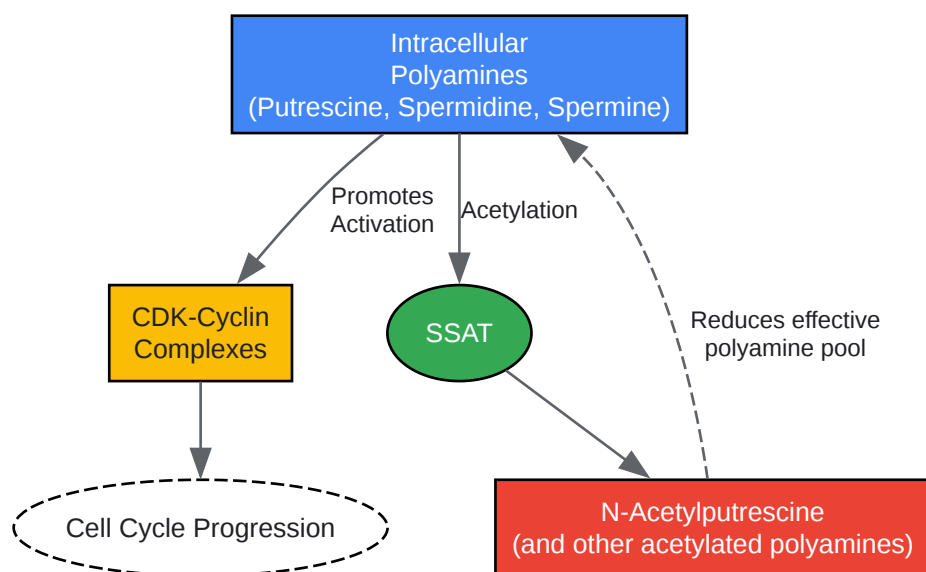 Intracellular
Polyamines
(Putrescine, Spermidine, Spermine)
Promotes
Activation
Acetylation
CDK-Cyclin
Complexes
SSAT
Reduces effective
polyamine pool
Cell Cycle Progression
N-Acetylputrescine
(and other acetylated polyamines)